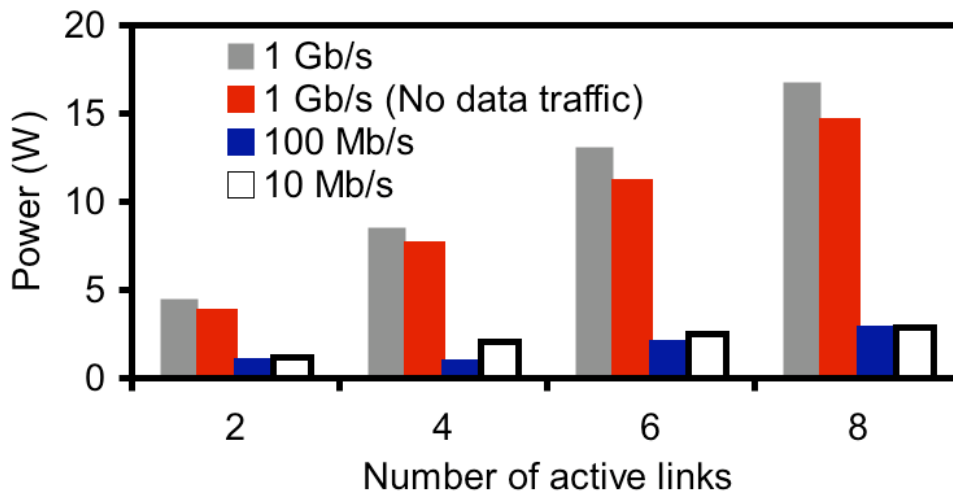 20
15
10
5
0
Power (W)
1 Gb/s
1 Gb/s (No data traffic)
100 Mb/s
10 Mb/s
2 4 6 8
Number of active links